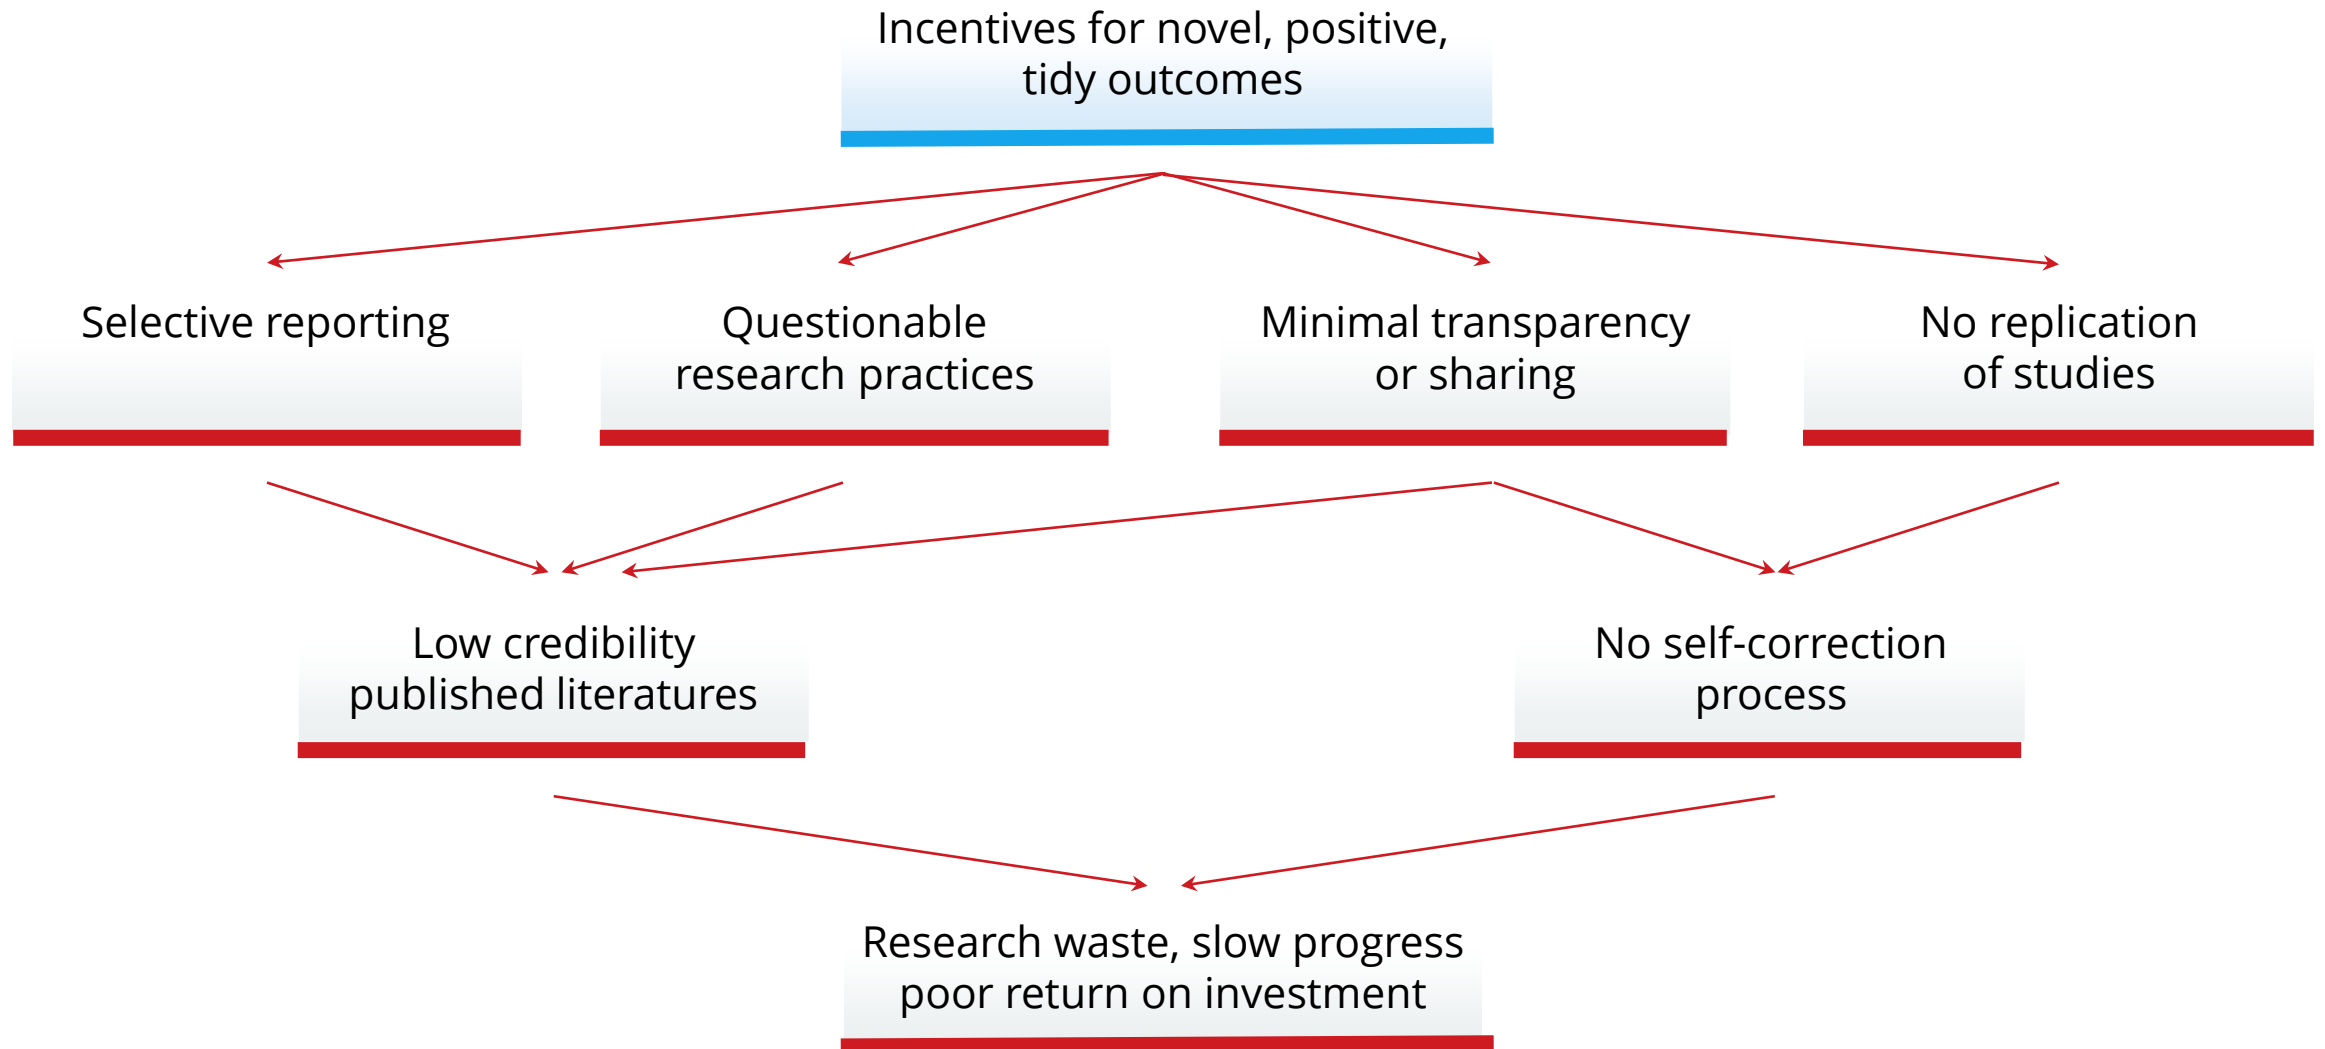 Incentives for novel, positive,
tidy outcomes
Selective reporting
Questionable
research practices
Minimal transparency
or sharing
No replication
of studies
Low credibility
published literatures
No self-correction
process
Research waste, slow progress
poor return on investment